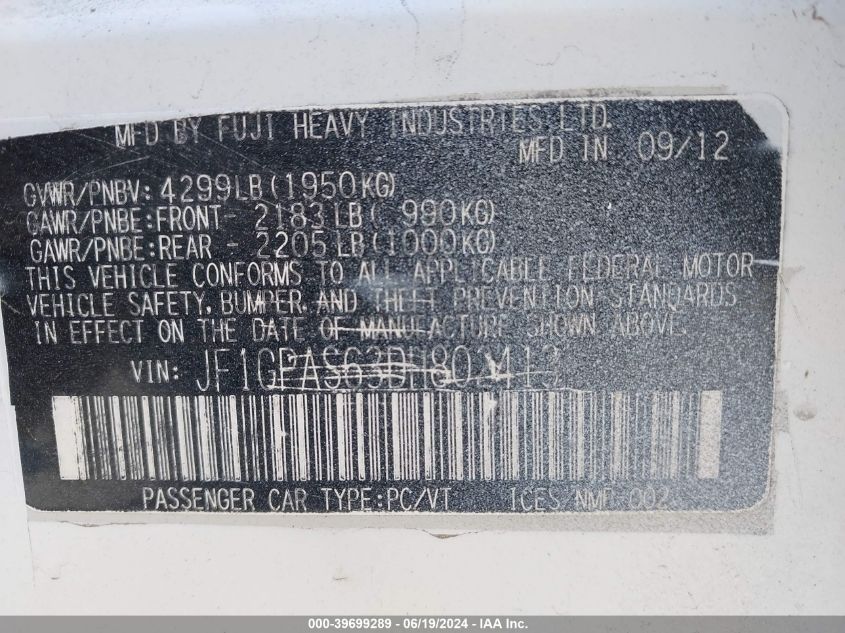 MFD BY FUJI HEAVY INDUSTRIES,LTD.
MFD IN 09/12
GVWR/PNBV: 4299LB(1950KG)
GAWR/PNBE:FRONT- 2183LB( 990KG)
GAWR/PNBE:REAR - 2205LB(1000KG)
THIS VEHICLE CONFORMS TO ALL APPLICABLE FEDERAL MOTOR
VEHICLE SAFETY, BUMPER, AND THEFT PREVENTION STANDARDS
IN EFFECT ON THE DATE OF MANUFACTURE SHOWN ABOVE.
VIN:
PASSENGER CAR TYPE:PC/VT
000-39699289 - 06/19/2024 - IAA Inc.